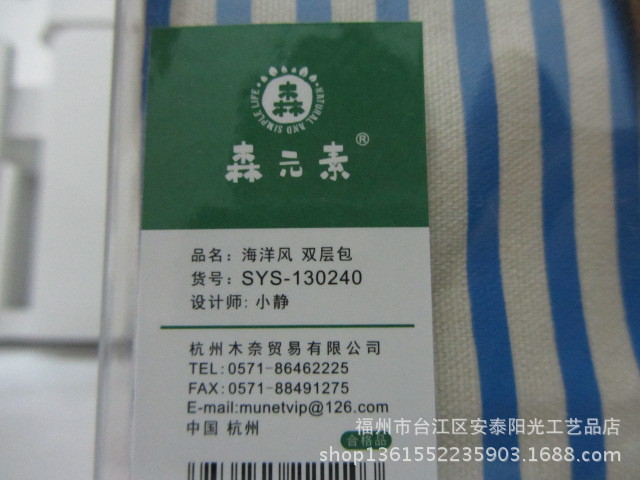 森
NATURAL AND SIMPLE LIFE
森元素®
品名：海洋风 双层包
货号：SYS-130240
设计师：小静
杭州木奈贸易有限公司
TEL:0571-86462225
FAX:0571-88491275
E-mail:munetvip@126.com
中国 杭州
合格品
福州市台江区安泰阳光工艺品店
shop1361552235903.1688.com